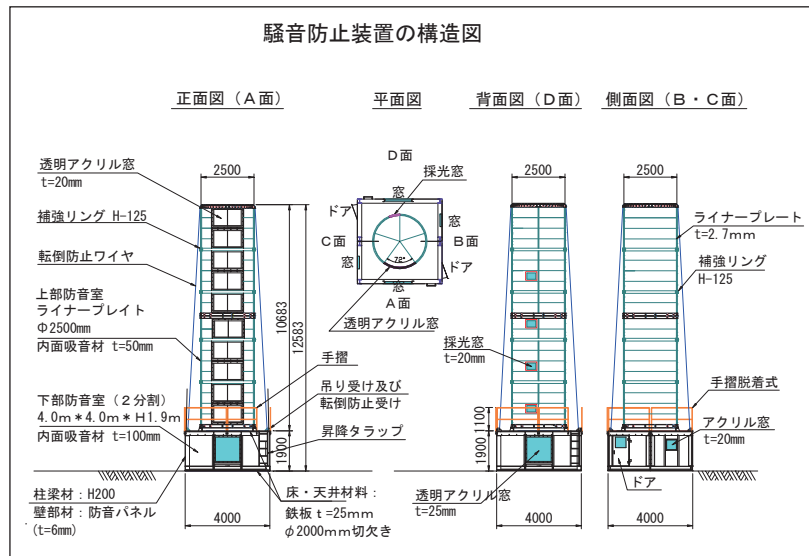 騒音防止装置の構造図
正面図（A面）
平面図
背面図（D面）
側面図（B・C面）
2500
透明アクリル窓
t=20mm
補強リング H-125
転倒防止ワイヤ
上部防音室
ライナープレイト
Φ2500mm
内面吸音材 t=50mm
下部防音室（２分割）
4.0m＊4.0m＊H1.9m
内面吸音材 t=100mm
柱梁材：H200
壁部材：防音パネル
(t=6mm)
4000
10683
12583
1900
手摺
吊り受け及び
転倒防止受け
昇降タラップ
床・天井材料：
鉄板ｔ=25mm
φ2000mm切欠き
D面
採光窓
窓
ドア
窓
C面
B面
窓
72°
ドア
窓
A面
透明アクリル窓
2500
採光窓
t=20mm
1100
1900
透明アクリル窓
t=25mm
4000
2500
ライナープレート
t=2.7mm
補強リング
H-125
手摺脱着式
アクリル窓
t=20mm
ドア
4000